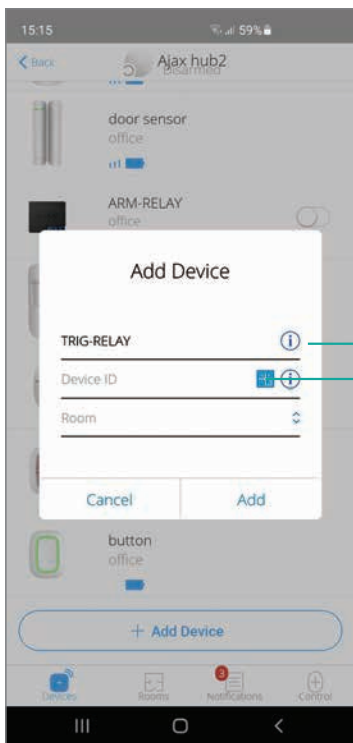 15:15 59%
Back Ajax hub2
Disarmed
door sensor
office
ARM-RELAY
office
Add Device
TRIG-RELAY
Device ID
Room
Cancel Add
button
office
+ Add Device
3
Devices Rooms Notifications Control